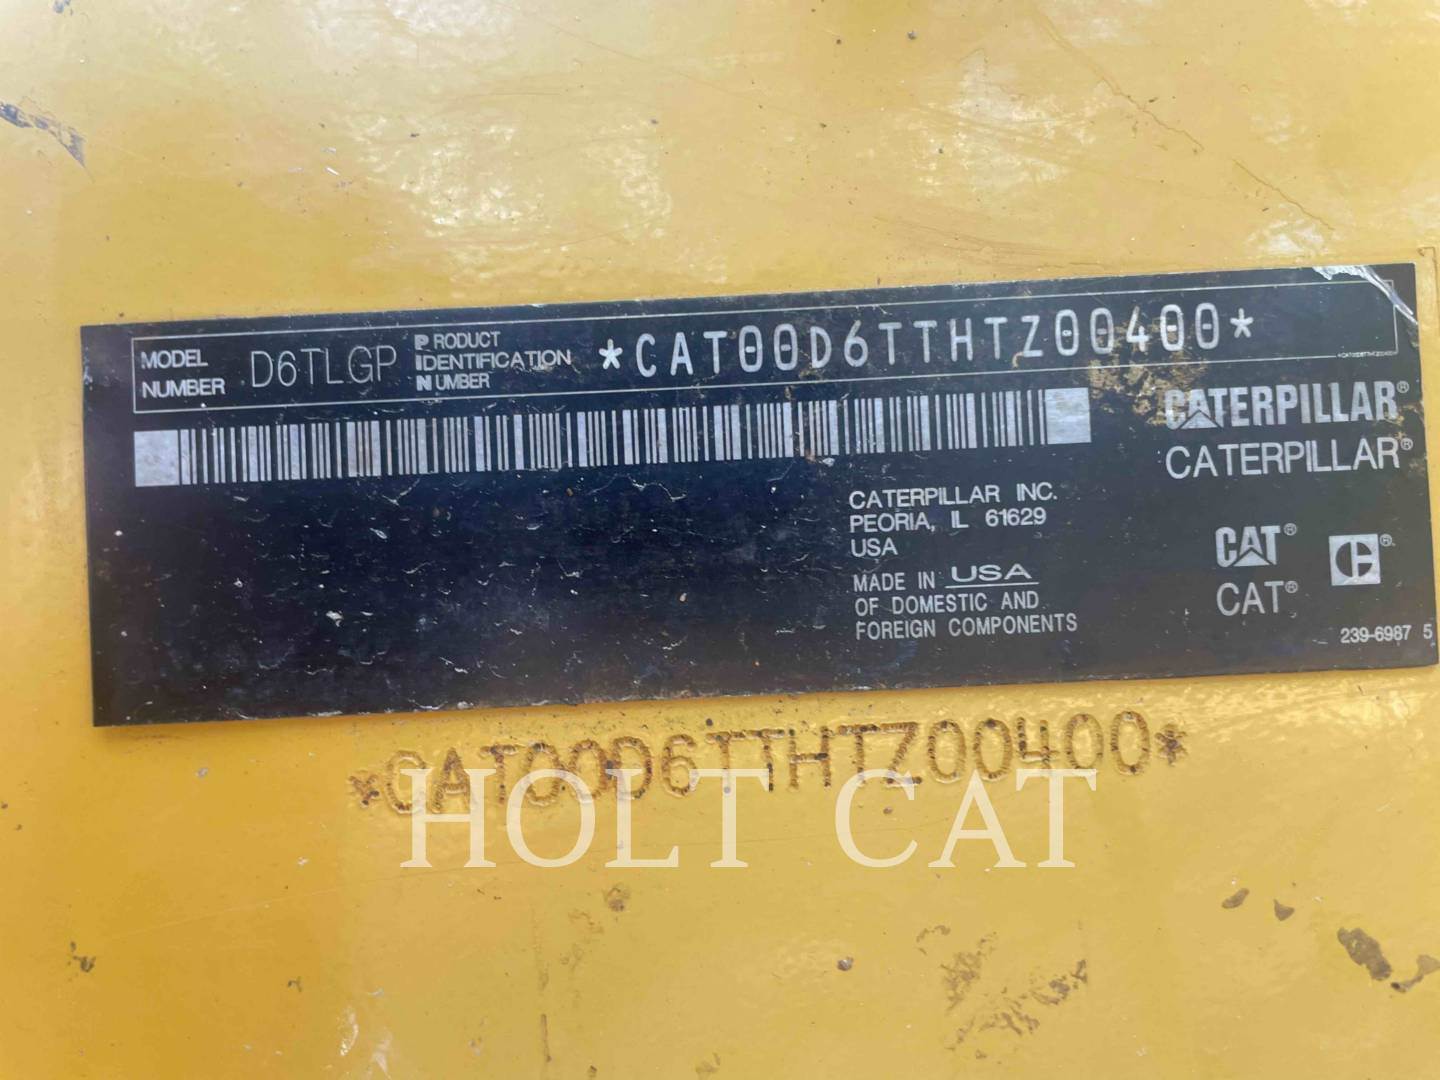 MODEL NUMBER D6TLGP PRODUCT IDENTIFICATION NUMBER *CAT00D6TTHTZ00400*
CATERPILLAR®
CATERPILLAR®
CATERPILLAR INC.
PEORIA, IL 61629
USA
MADE IN USA
OF DOMESTIC AND
FOREIGN COMPONENTS
CAT®
CAT®
C®
239-6987 5
*CAT00D6TTHTZ00400*
HOLT CAT